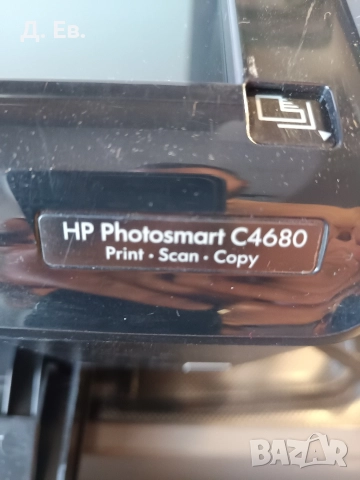 Д. Ев.
HP Photosmart C4680
Print · Scan · Copy
BAZAR